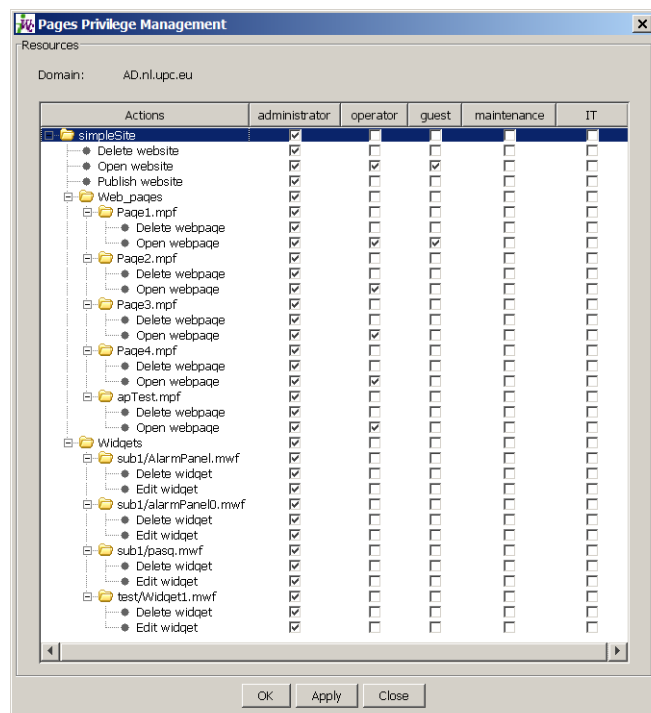 Pages Privilege Management
Resources
Domain: AD.nl.upc.eu
Actions administrator operator guest maintenance IT
simpleSite
Delete website
Open website
Publish website
Web_pages
Page1.mpf
Delete webpage
Open webpage
Page2.mpf
Delete webpage
Open webpage
Page3.mpf
Delete webpage
Open webpage
Page4.mpf
Delete webpage
Open webpage
apTest.mpf
Delete webpage
Open webpage
Widgets
sub1/AlarmPanel.mwf
Delete widget
Edit widget
sub1/alarmPanel0.mwf
Delete widget
Edit widget
sub1/pasq.mwf
Delete widget
Edit widget
test/Widget1.mwf
Delete widget
Edit widget
OK Apply Close